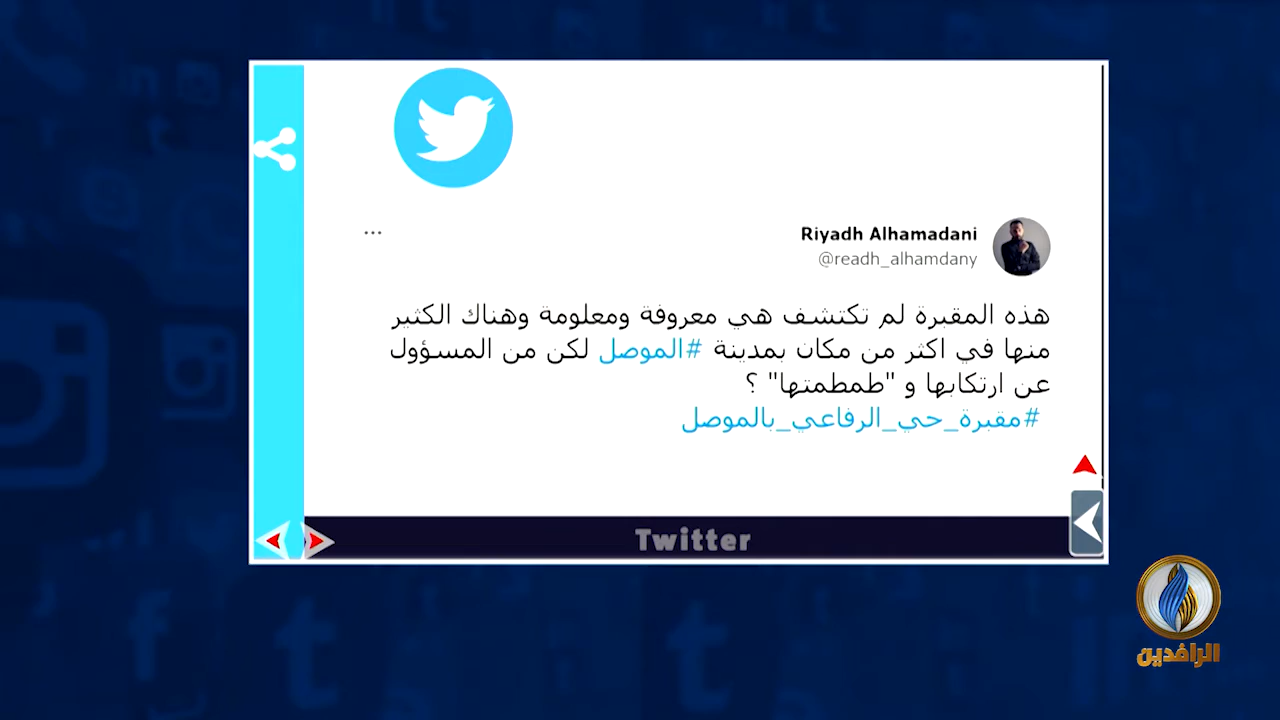 Riyadh Alhamadani
@readh_alhamdany
هذه المقبرة لم تكتشف هي معروفة ومعلومة وهناك الكثير
منها في اكثر من مكان بمدينة #الموصل لكن من المسؤول
عن ارتكابها و "طمطمتها" ؟
#مقبرة_حي_الرفاعي_بالموصل
Twitter
الرافدين